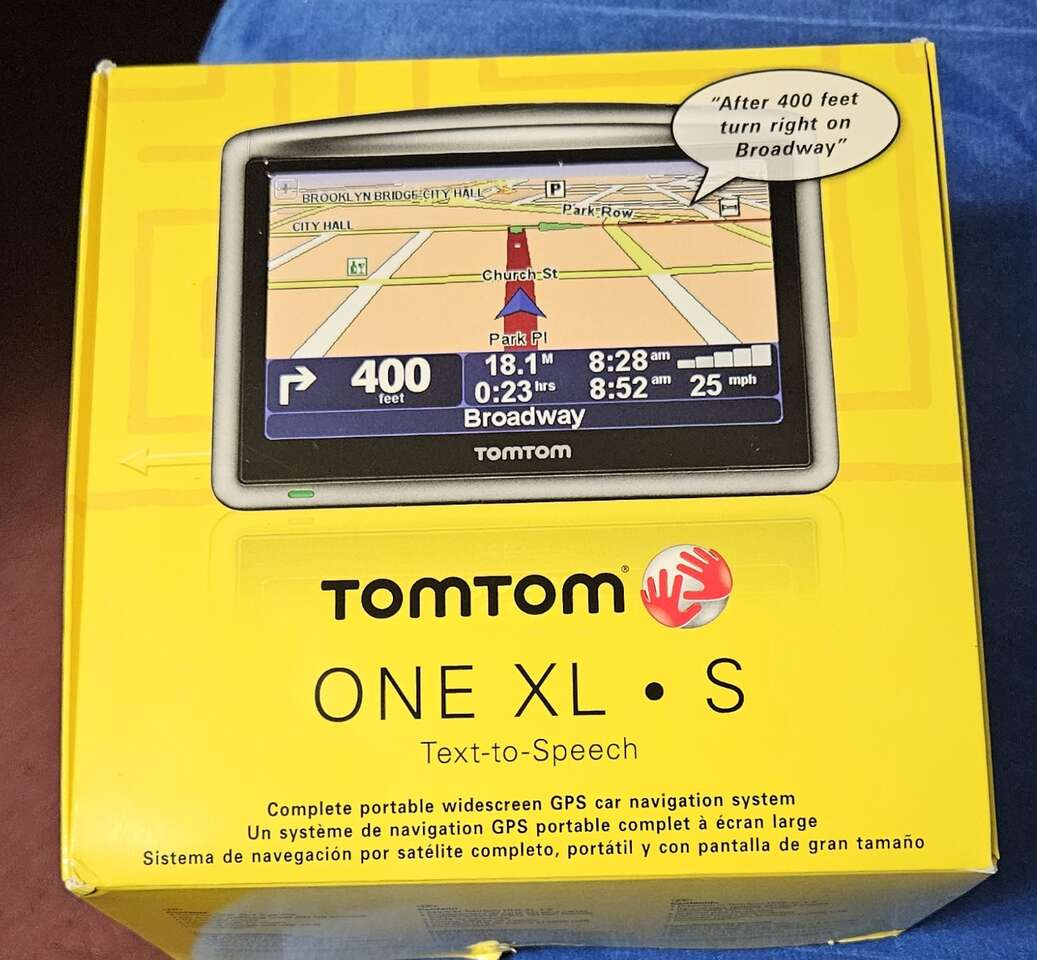 "After 400 feet
turn right on
Broadway"
BROOKLYN BRIDGE-CITY HALL
P
Park Row
CITY HALL
Church St
Park Pl
400
feet
18.1M
0:23hrs
8:28am
8:52am
25 mph
Broadway
TOMTOM
TOMTOM®
ONE XL • S
Text-to-Speech
Complete portable widescreen GPS car navigation system
Un système de navigation GPS portable complet à écran large
Sistema de navegación por satélite completo, portátil y con pantalla de gran tamaño